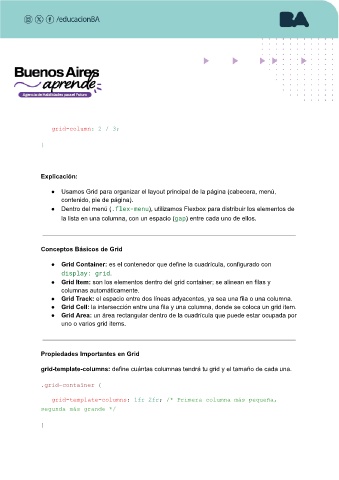 /educacionBA
BA
Buenos Aires
aprende
Agencia de Habilidades para el Futuro
grid-column: 2 / 3;
}
Explicación:
● Usamos Grid para organizar el layout principal de la página (cabecera, menú,
contenido, pie de página).
● Dentro del menú (.flex-menu), utilizamos Flexbox para distribuir los elementos de
la lista en una columna, con un espacio (gap) entre cada uno de ellos.
Conceptos Básicos de Grid
● Grid Container: es el contenedor que define la cuadrícula, configurado con
display: grid.
● Grid Item: son los elementos dentro del grid container; se alinean en filas y
columnas automáticamente.
● Grid Track: el espacio entre dos líneas adyacentes, ya sea una fila o una columna.
● Grid Cell: la intersección entre una fila y una columna, donde se coloca un grid item.
● Grid Area: un área rectangular dentro de la cuadrícula que puede estar ocupada por
uno o varios grid items.
Propiedades Importantes en Grid
grid-template-columns: define cuántas columnas tendrá tu grid y el tamaño de cada una.
.grid-container {
grid-template-columns: 1fr 2fr; /* Primera columna más pequeña,
segunda más grande */
}